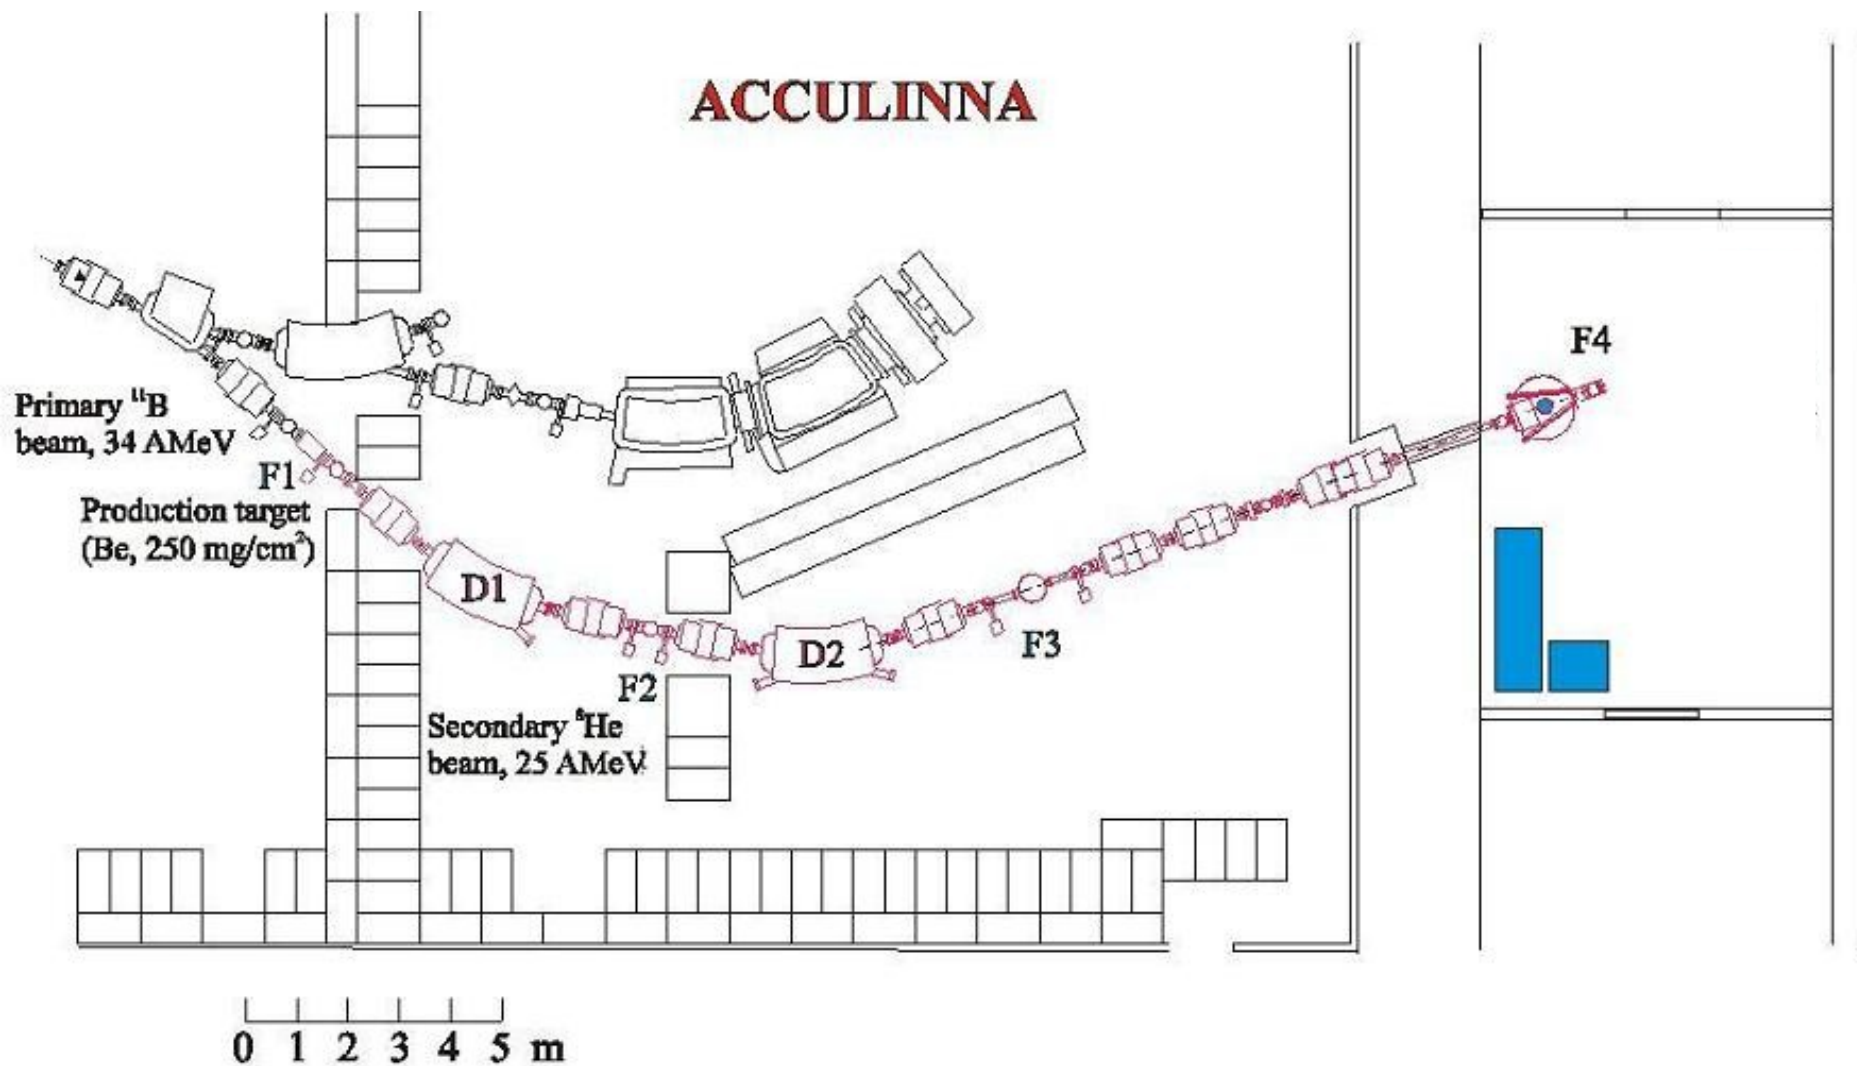 ACCULINNA
F4
Primary ¹¹B
beam, 34 AMeV
F1
Production target
(Be, 250 mg/cm²)
D1
D2
F3
F2
Secondary ⁸He
beam, 25 AMeV
0 1 2 3 4 5 m